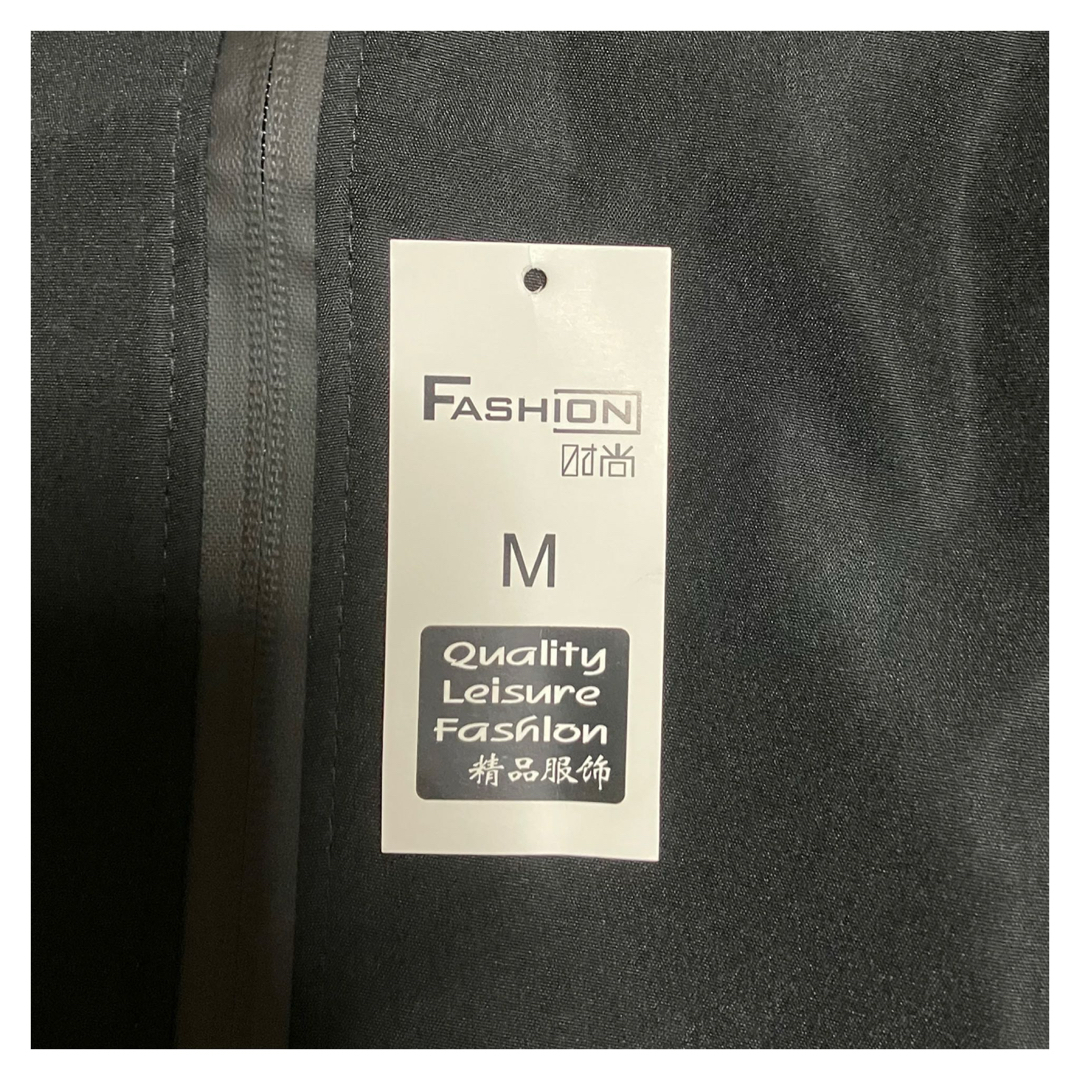 FASHION
时尚
M
Quality
Leisure
Fashlon
精品服饰